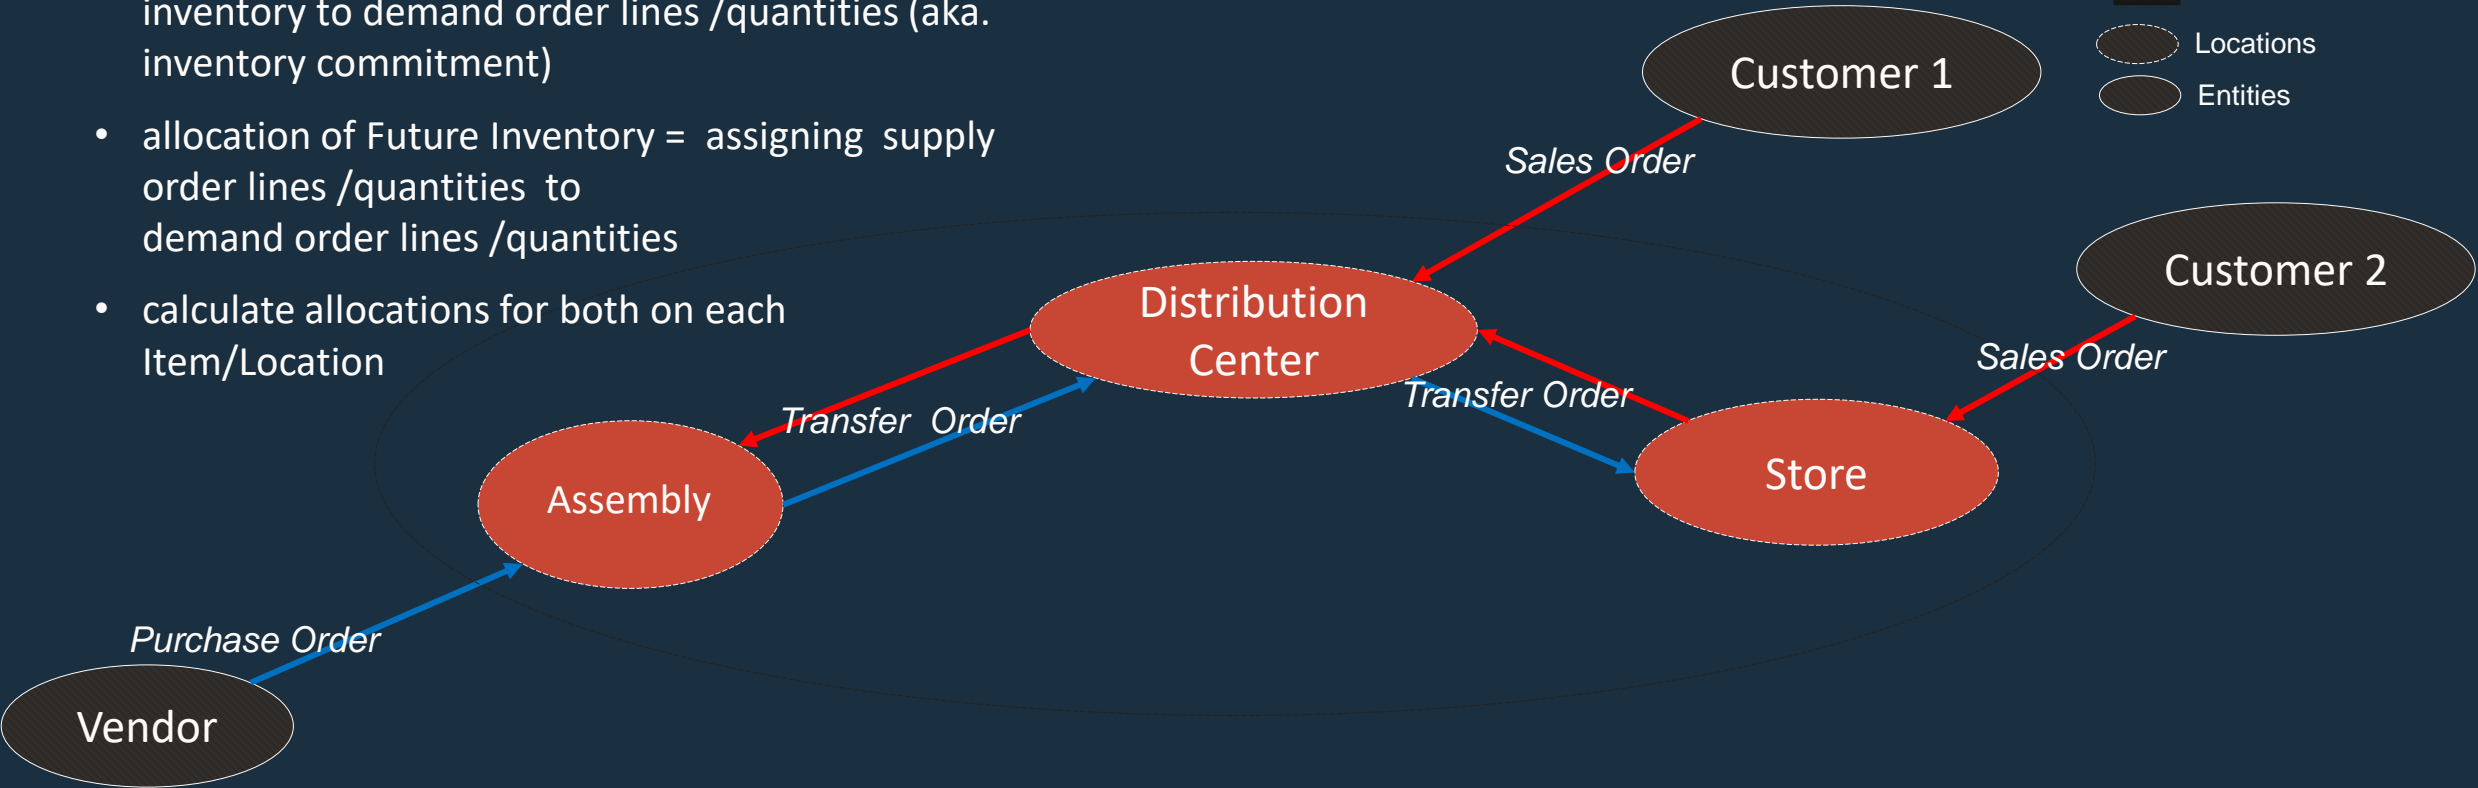 inventory to demand order lines /quantities (aka.
inventory commitment)
• allocation of Future Inventory = assigning supply
order lines /quantities to
demand order lines /quantities
• calculate allocations for both on each
Item/Location
Locations
Entities
Customer 1
Sales Order
Customer 2
Sales Order
Distribution
Center
Transfer Order
Transfer Order
Store
Assembly
Purchase Order
Vendor